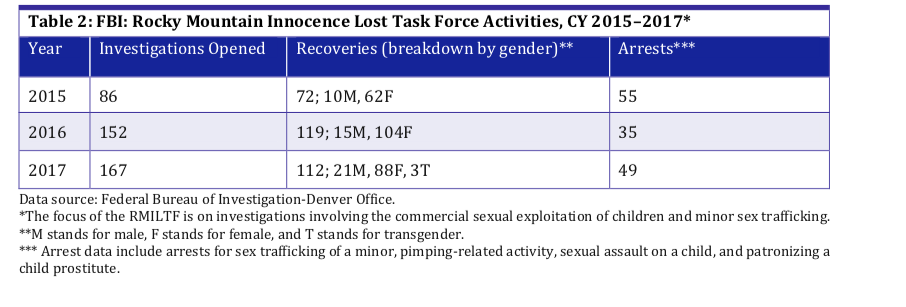 Table 2: FBI: Rocky Mountain Innocence Lost Task Force Activities, CY 2015–2017*
Year Investigations Opened Recoveries (breakdown by gender)** Arrests***
2015 86 72; 10M, 62F 55
2016 152 119; 15M, 104F 35
2017 167 112; 21M, 88F, 3T 49
Data source: Federal Bureau of Investigation-Denver Office.
*The focus of the RMILTF is on investigations involving the commercial sexual exploitation of children and minor sex trafficking.
**M stands for male, F stands for female, and T stands for transgender.
*** Arrest data include arrests for sex trafficking of a minor, pimping-related activity, sexual assault on a child, and patronizing a
child prostitute.